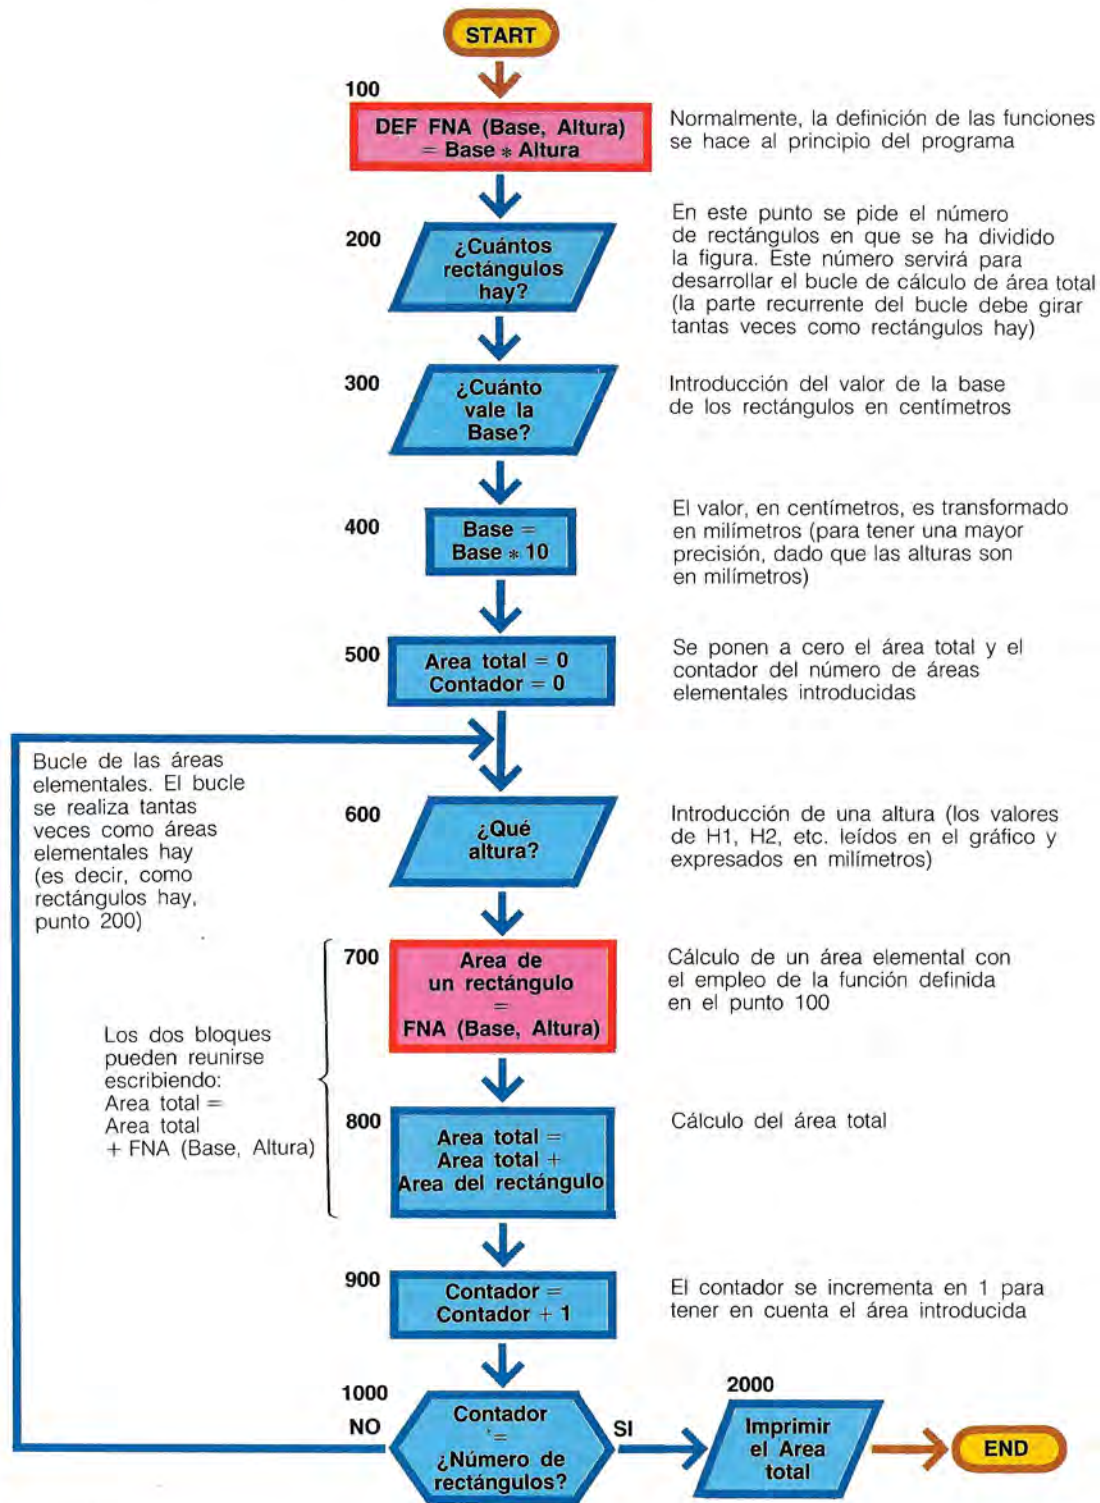 START
100
DEF FNA (Base, Altura)
= Base * Altura
Normalmente, la definición de las funciones
se hace al principio del programa
200
¿Cuántos
rectángulos
hay?
En este punto se pide el número
de rectángulos en que se ha dividido
la figura. Este número servirá para
desarrollar el bucle de cálculo de área total
(la parte recurrente del bucle debe girar
tantas veces como rectángulos hay)
300
¿Cuánto
vale la
Base?
Introducción del valor de la base
de los rectángulos en centímetros
400
Base =
Base * 10
El valor, en centímetros, es transformado
en milímetros (para tener una mayor
precisión, dado que las alturas son
en milímetros)
500
Area total = 0
Contador = 0
Se ponen a cero el área total y el
contador del número de áreas
elementales introducidas
Bucle de las áreas
elementales. El bucle
se realiza tantas
veces como áreas
elementales hay
(es decir, como
rectángulos hay,
punto 200)
600
¿Qué
altura?
Introducción de una altura (los valores
de H1, H2, etc. leídos en el gráfico y
expresados en milímetros)
700
Area de
un rectángulo
=
FNA (Base, Altura)
Cálculo de un área elemental con
el empleo de la función definida
en el punto 100
Los dos bloques
pueden reunirse
escribiendo:
Area total =
Area total
+ FNA (Base, Altura)
800
Area total =
Area total +
Area del rectángulo
Cálculo del área total
900
Contador =
Contador + 1
El contador se incrementa en 1 para
tener en cuenta el área introducida
1000
NO
Contador
=
¿Número de
rectángulos?
SI
2000
Imprimir
el Area
total
END